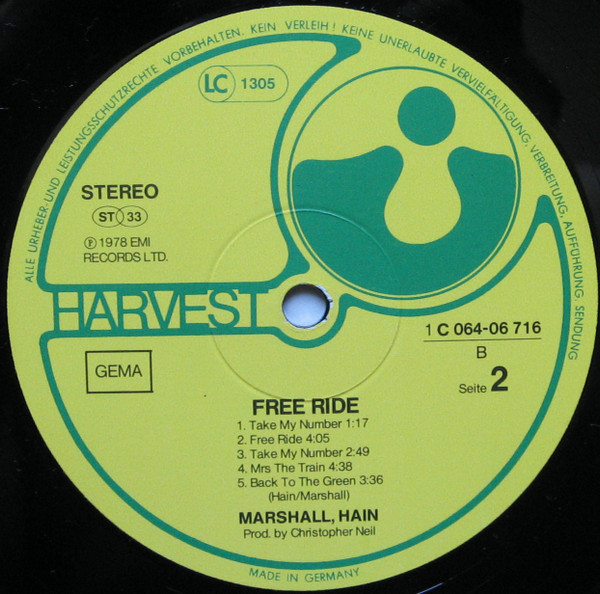 ALLE URHEBER- UND LEISTUNGSSCHUTZRECHTE VORBEHALTEN. KEIN VERLEIH! KEINE UNERLAUBTE VERVIELFÄLTIGUNG, VERBREITUNG, AUFFÜHRUNG, SENDUNG
LC 1305
STEREO
ST 33
Ⓟ 1978 EMI
RECORDS LTD.
HARVEST
1 C 064-06 716
B
Seite 2
GEMA
FREE RIDE
1. Take My Number 1:17
2. Free Ride 4:05
3. Take My Number 2:49
4. Mrs The Train 4:38
5. Back To The Green 3:36
(Hain/Marshall)
MARSHALL, HAIN
Prod. by Christopher Neil
MADE IN GERMANY